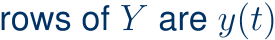 rows of Y are y(t)